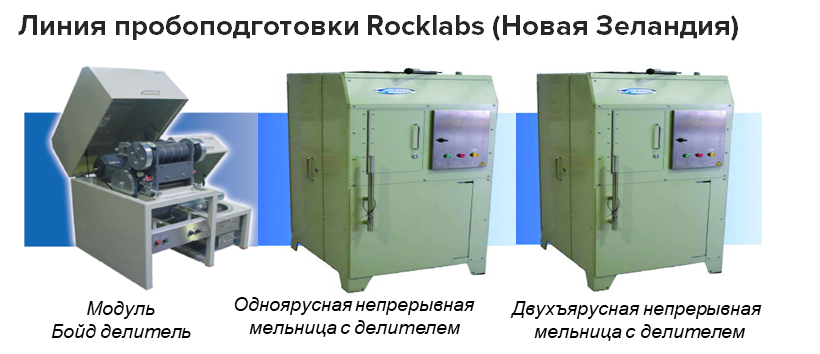 Линия пробоподготовки Rocklabs (Новая Зеландия)
Модуль
Бойд делитель
Одноярусная непрерывная
мельница с делителем
Двухъярусная непрерывная
мельница с делителем